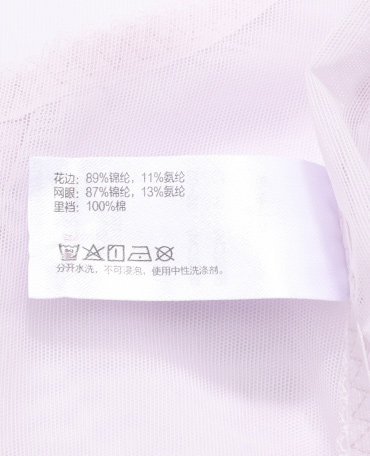 花边：89%锦纶，11%氨纶
网眼：87%锦纶，13%氨纶
里裆：100%棉
分开水洗，不可浸包，使用中性洗涤剂。